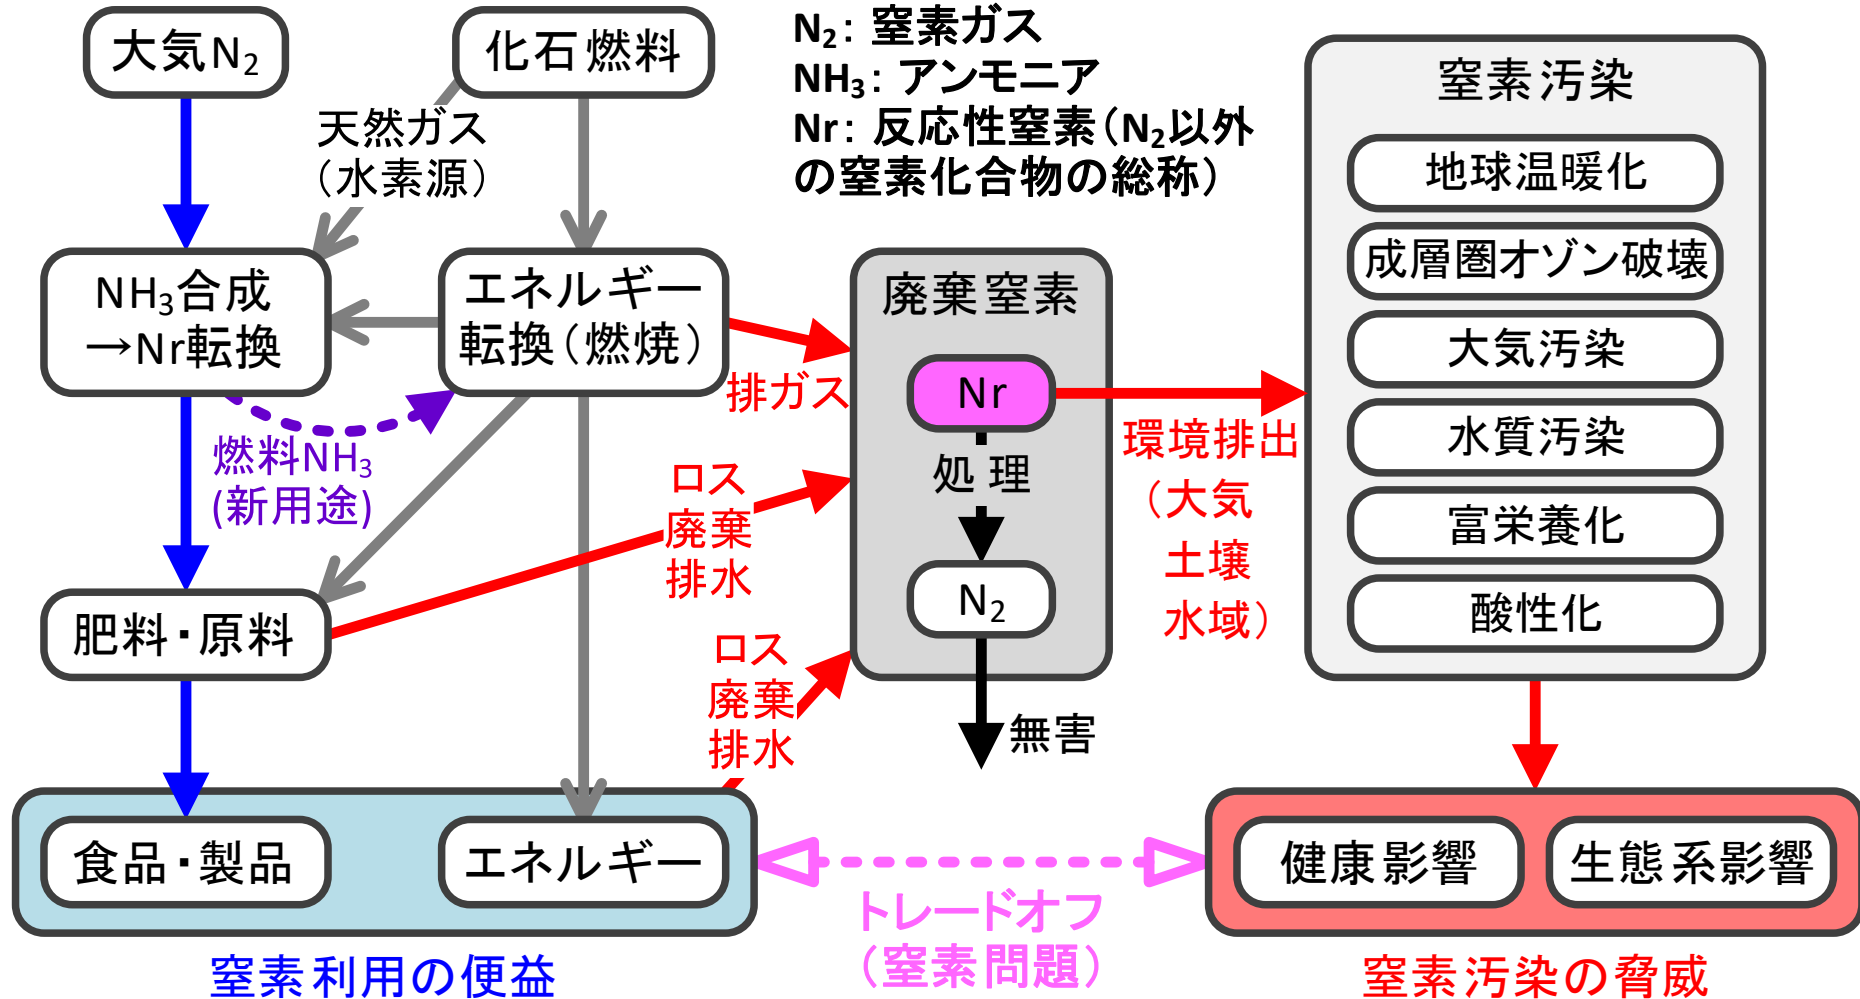 大気N₂
化石燃料
N₂：窒素ガス
NH₃：アンモニア
Nr：反応性窒素（N₂以外
の窒素化合物の総称）
天然ガス
（水素源）
NH₃合成
→Nr転換
エネルギー
転換（燃焼）
燃料NH₃
(新用途)
肥料・原料
食品・製品
エネルギー
窒素利用の便益
排ガス
ロス
廃棄
排水
ロス
廃棄
排水
廃棄窒素
Nr
処理
N₂
無害
環境排出
（大気
土壌
水域）
窒素汚染
地球温暖化
成層圏オゾン破壊
大気汚染
水質汚染
富栄養化
酸性化
トレードオフ
（窒素問題）
健康影響
生態系影響
窒素汚染の脅威